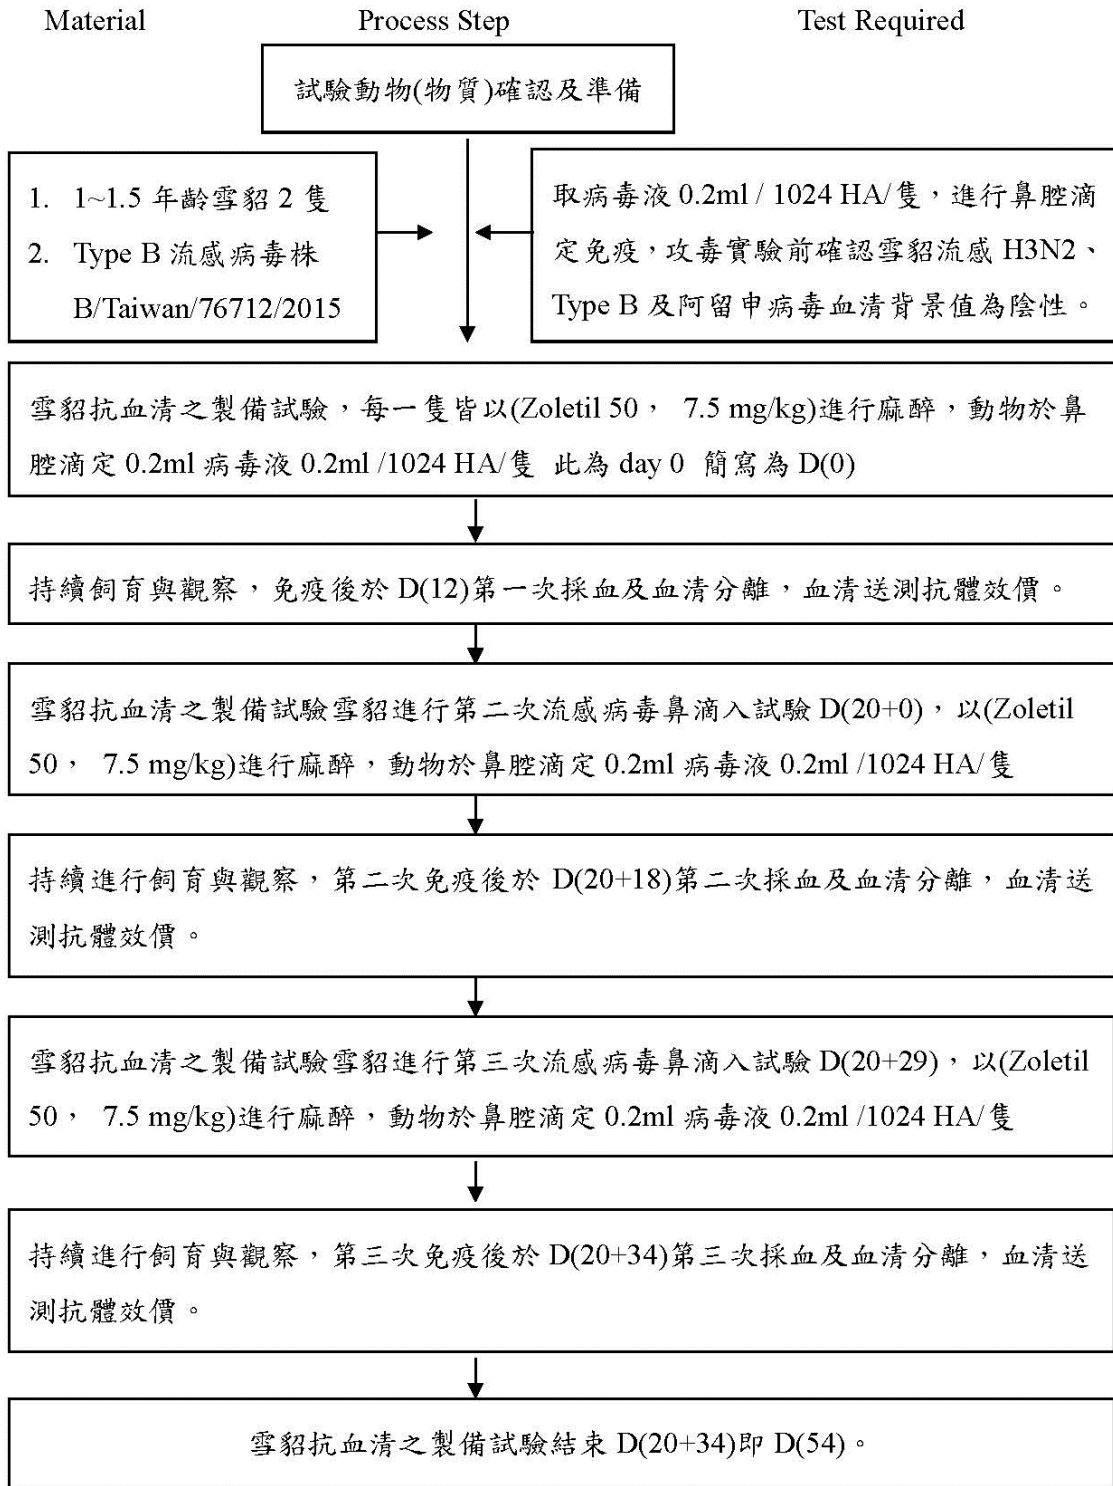 Material Process Step Test Required
試驗動物(物質)確認及準備
1. 1~1.5 年齡雪貂 2 隻
2. Type B 流感病毒株
B/Taiwan/76712/2015
取病毒液 0.2ml / 1024 HA/隻，進行鼻腔滴
定免疫，攻毒實驗前確認雪貂流感 H3N2、
Type B 及阿留申病毒血清背景值為陰性。
雪貂抗血清之製備試驗，每一隻皆以(Zoletil 50， 7.5 mg/kg)進行麻醉，動物於鼻
腔滴定 0.2ml 病毒液 0.2ml /1024 HA/隻 此為 day 0 簡寫為 D(0)
持續飼育與觀察，免疫後於 D(12)第一次採血及血清分離，血清送測抗體效價。
雪貂抗血清之製備試驗雪貂進行第二次流感病毒鼻滴入試驗 D(20+0)，以(Zoletil
50， 7.5 mg/kg)進行麻醉，動物於鼻腔滴定 0.2ml 病毒液 0.2ml /1024 HA/隻
持續進行飼育與觀察，第二次免疫後於 D(20+18)第二次採血及血清分離，血清送
測抗體效價。
雪貂抗血清之製備試驗雪貂進行第三次流感病毒鼻滴入試驗 D(20+29)，以(Zoletil
50， 7.5 mg/kg)進行麻醉，動物於鼻腔滴定 0.2ml 病毒液 0.2ml /1024 HA/隻
持續進行飼育與觀察，第三次免疫後於 D(20+34)第三次採血及血清分離，血清送
測抗體效價。
雪貂抗血清之製備試驗結束 D(20+34)即 D(54)。